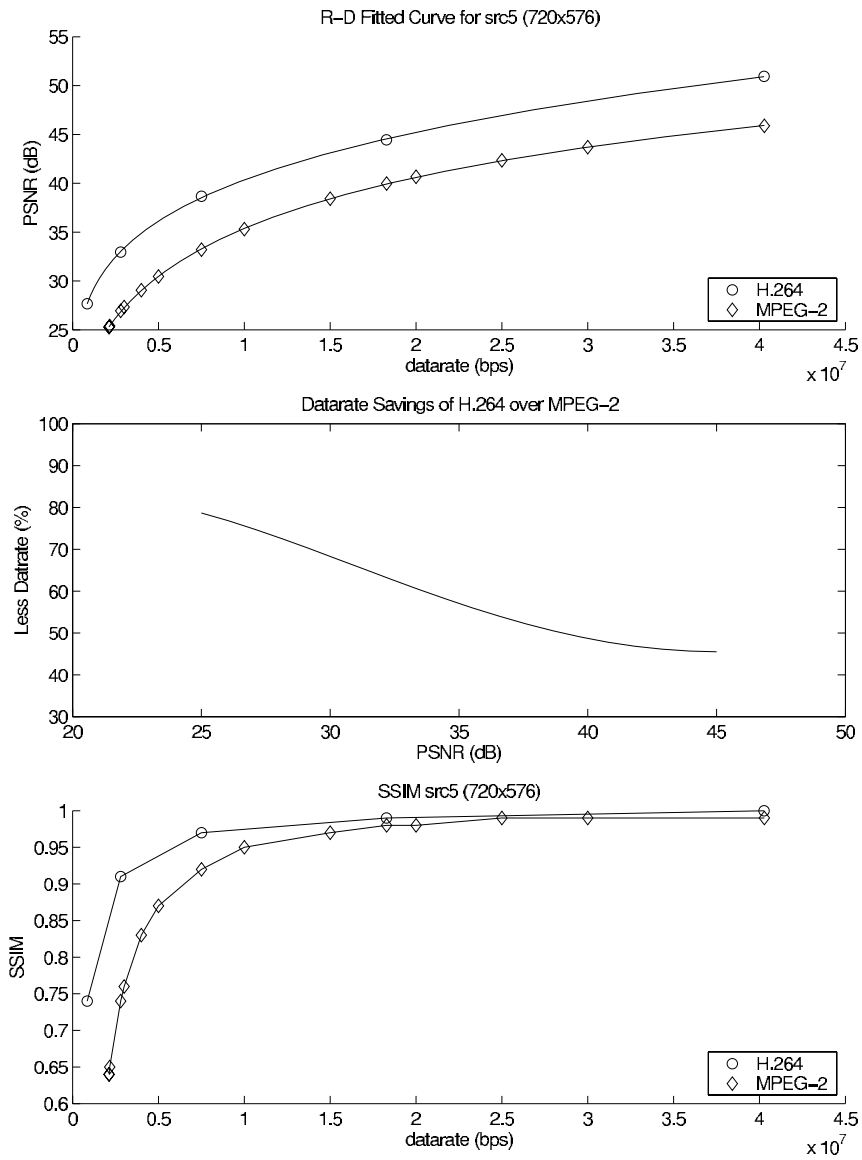 R-D Fitted Curve for src5 (720x576)
55
50
45
40
35
30
25
PSNR (dB)
H.264
MPEG-2
0 0.5 1 1.5 2 2.5 3 3.5 4 4.5
datarate (bps)
x 10^7
Datarate Savings of H.264 over MPEG-2
100
90
80
70
60
50
40
30
Less Datrate (%)
20 25 30 35 40 45 50
PSNR (dB)
SSIM src5 (720x576)
1
0.95
0.9
0.85
0.8
0.75
0.7
0.65
0.6
SSIM
H.264
MPEG-2
0 0.5 1 1.5 2 2.5 3 3.5 4 4.5
datarate (bps)
x 10^7